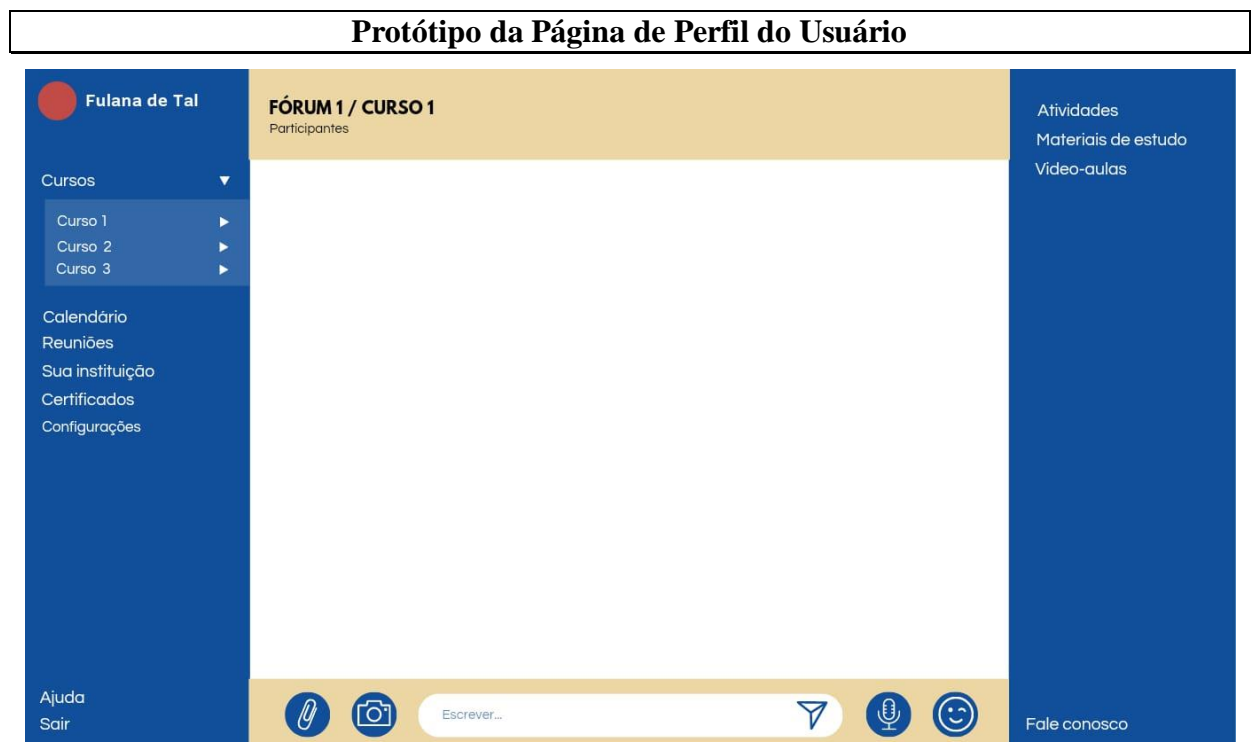 Protótipo da Página de Perfil do Usuário
Fulana de Tal
Cursos
Curso 1
Curso 2
Curso 3
Calendário
Reuniões
Sua instituição
Certificados
Configurações
Ajuda
Sair
FÓRUM 1 / CURSO 1
Participantes
Escrever...
Atividades
Materiais de estudo
Video-aulas
Fale conosco